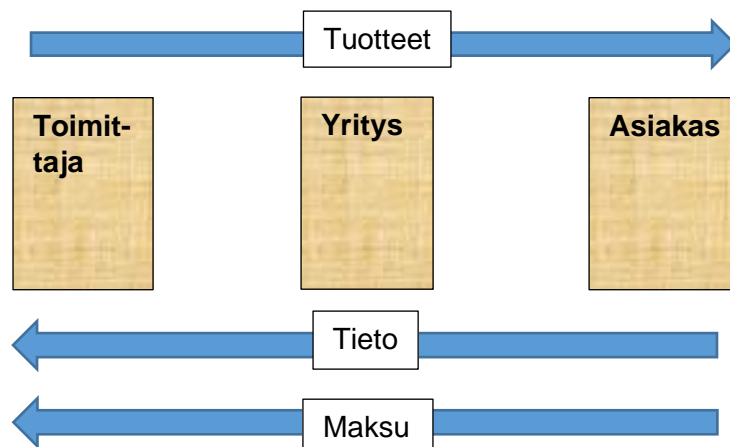 Tuotteet
Toimit-
taja
Yritys
Asiakas
Tieto
Maksu